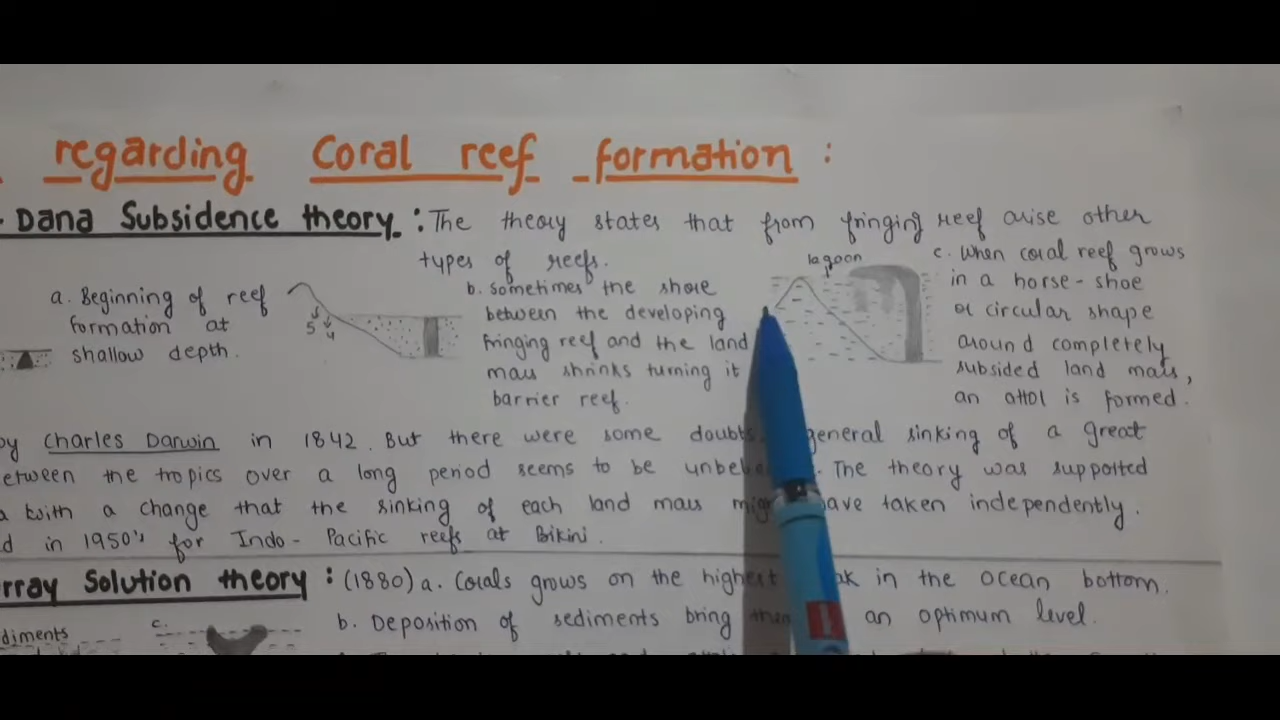 regarding Coral reef formation :
- Dana Subsidence theory : The theory states that from fringing reef arise other
types of reefs.
a. Beginning of reef
formation at
shallow depth.
5 4
b. Sometimes the shore
between the developing
fringing reef and the land
mass shrinks turning it
barrier reef.
lagoon
c. When coral reef grows
in a horse-shoe
or circular shape
around completely
subsided land mass,
an attol is formed.
by Charles Darwin in 1842. But there were some doubts. general sinking of a great
between the tropics over a long period seems to be The theory was supported
with a change that the sinking of each land mass might have taken independently.
in 1950's for Indo-Pacific reefs at Bikini.
Solution theory : (1880) a. Corals grows on the highest in the ocean bottom.
b. Deposition of sediments bring an optimum level.
c.